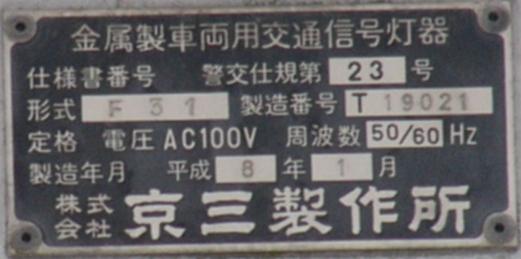 金属製車両用交通信号灯器
仕様書番号 警交仕規第 23 号
形式 F31 製造番号 T19021
定格 電圧 AC100V 周波数 50/60 Hz
製造年月 平成 8 年 1 月
株式会社 京三製作所